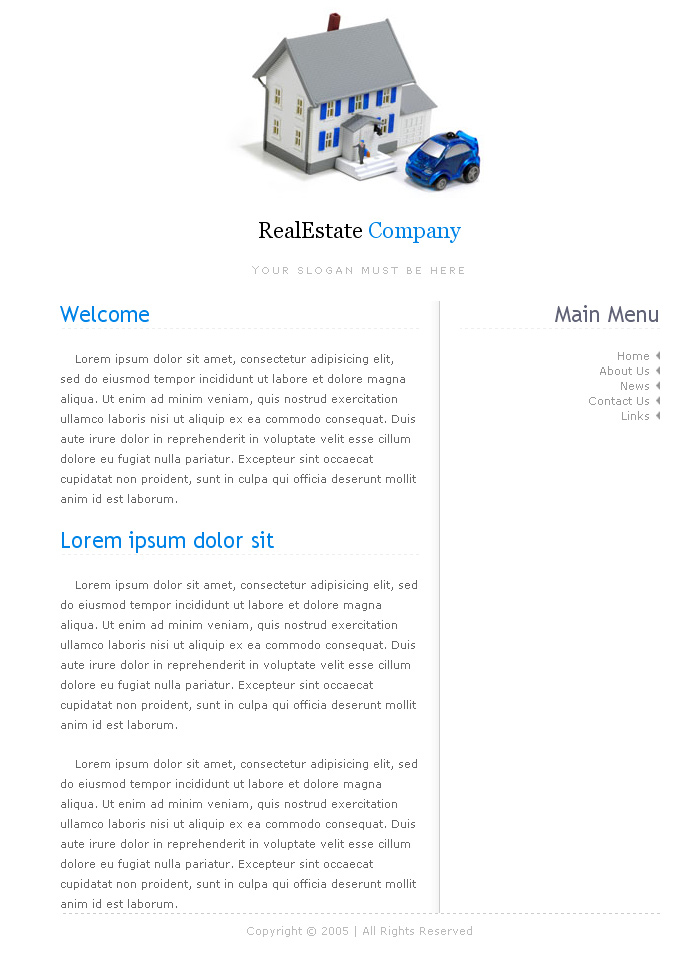 RealEstate Company
Your slogan must be here
Welcome
Lorem ipsum dolor sit amet, consectetur adipisicing elit,
sed do eiusmod tempor incididunt ut labore et dolore magna
aliqua. Ut enim ad minim veniam, quis nostrud exercitation
ullamco laboris nisi ut aliquip ex ea commodo consequat. Duis
aute irure dolor in reprehenderit in voluptate velit esse cillum
dolore eu fugiat nulla pariatur. Excepteur sint occaecat
cupidatat non proident, sunt in culpa qui officia deserunt mollit
anim id est laborum.
Lorem ipsum dolor sit
Lorem ipsum dolor sit amet, consectetur adipisicing elit, sed
do eiusmod tempor incididunt ut labore et dolore magna
aliqua. Ut enim ad minim veniam, quis nostrud exercitation
ullamco laboris nisi ut aliquip ex ea commodo consequat. Duis
aute irure dolor in reprehenderit in voluptate velit esse cillum
dolore eu fugiat nulla pariatur. Excepteur sint occaecat
cupidatat non proident, sunt in culpa qui officia deserunt mollit
anim id est laborum.
Lorem ipsum dolor sit amet, consectetur adipisicing elit, sed
do eiusmod tempor incididunt ut labore et dolore magna
aliqua. Ut enim ad minim veniam, quis nostrud exercitation
ullamco laboris nisi ut aliquip ex ea commodo consequat. Duis
aute irure dolor in reprehenderit in voluptate velit esse cillum
dolore eu fugiat nulla pariatur. Excepteur sint occaecat
cupidatat non proident, sunt in culpa qui officia deserunt mollit
anim id est laborum.
Main Menu
Home
About Us
News
Contact Us
Links
Copyright © 2005 | All Rights Reserved